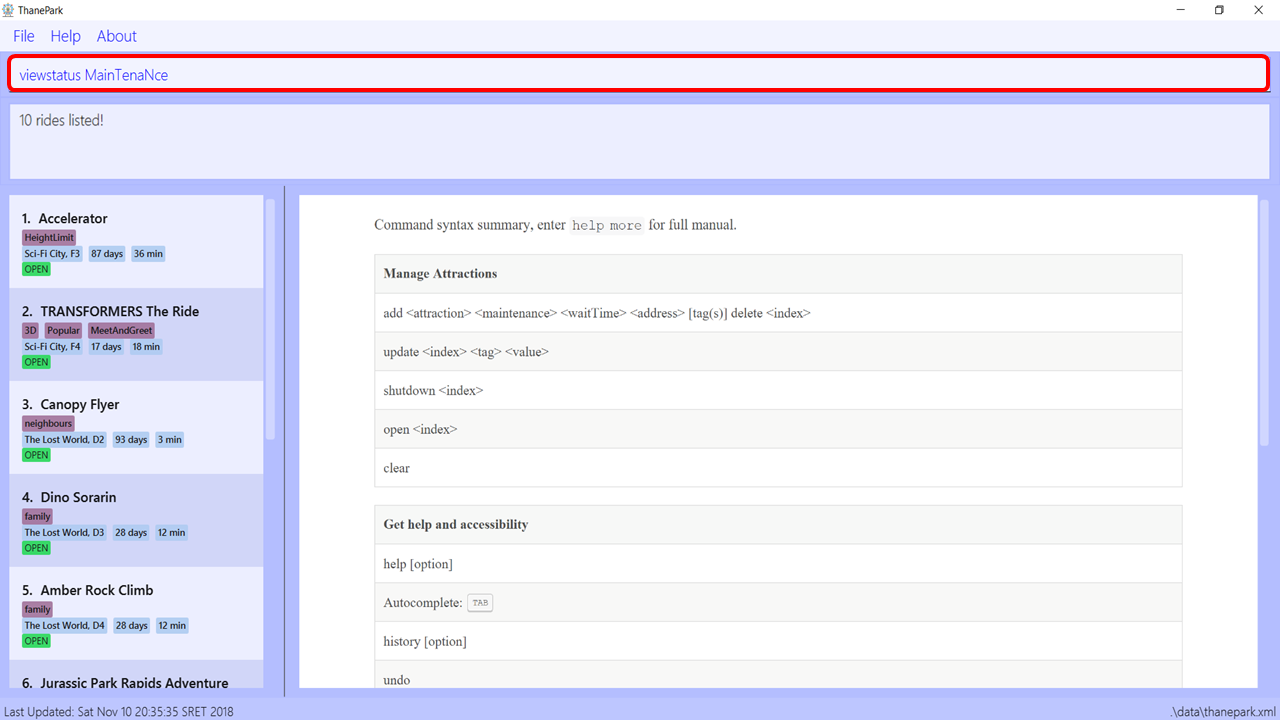 ThanePark
File Help About
viewstatus MainTenaNce
10 rides listed!
1. Accelerator
HeightLimit
Sci-Fi City, F3 87 days 36 min
OPEN
2. TRANSFORMERS The Ride
3D Popular MeetAndGreet
Sci-Fi City, F4 17 days 18 min
OPEN
3. Canopy Flyer
neighbours
The Lost World, D2 93 days 3 min
OPEN
4. Dino Sorarin
family
The Lost World, D3 28 days 12 min
OPEN
5. Amber Rock Climb
family
The Lost World, D4 28 days 12 min
OPEN
6. Jurassic Park Rapids Adventure
Command syntax summary, enter help more for full manual.
Manage Attractions
add <attraction> <maintenance> <waitTime> <address> [tag(s)] delete <index>
update <index> <tag> <value>
shutdown <index>
open <index>
clear
Get help and accessibility
help [option]
Autocomplete: TAB
history [option]
undo
Last Updated: Sat Nov 10 20:35:35 SRET 2018
.\data\thanepark.xml